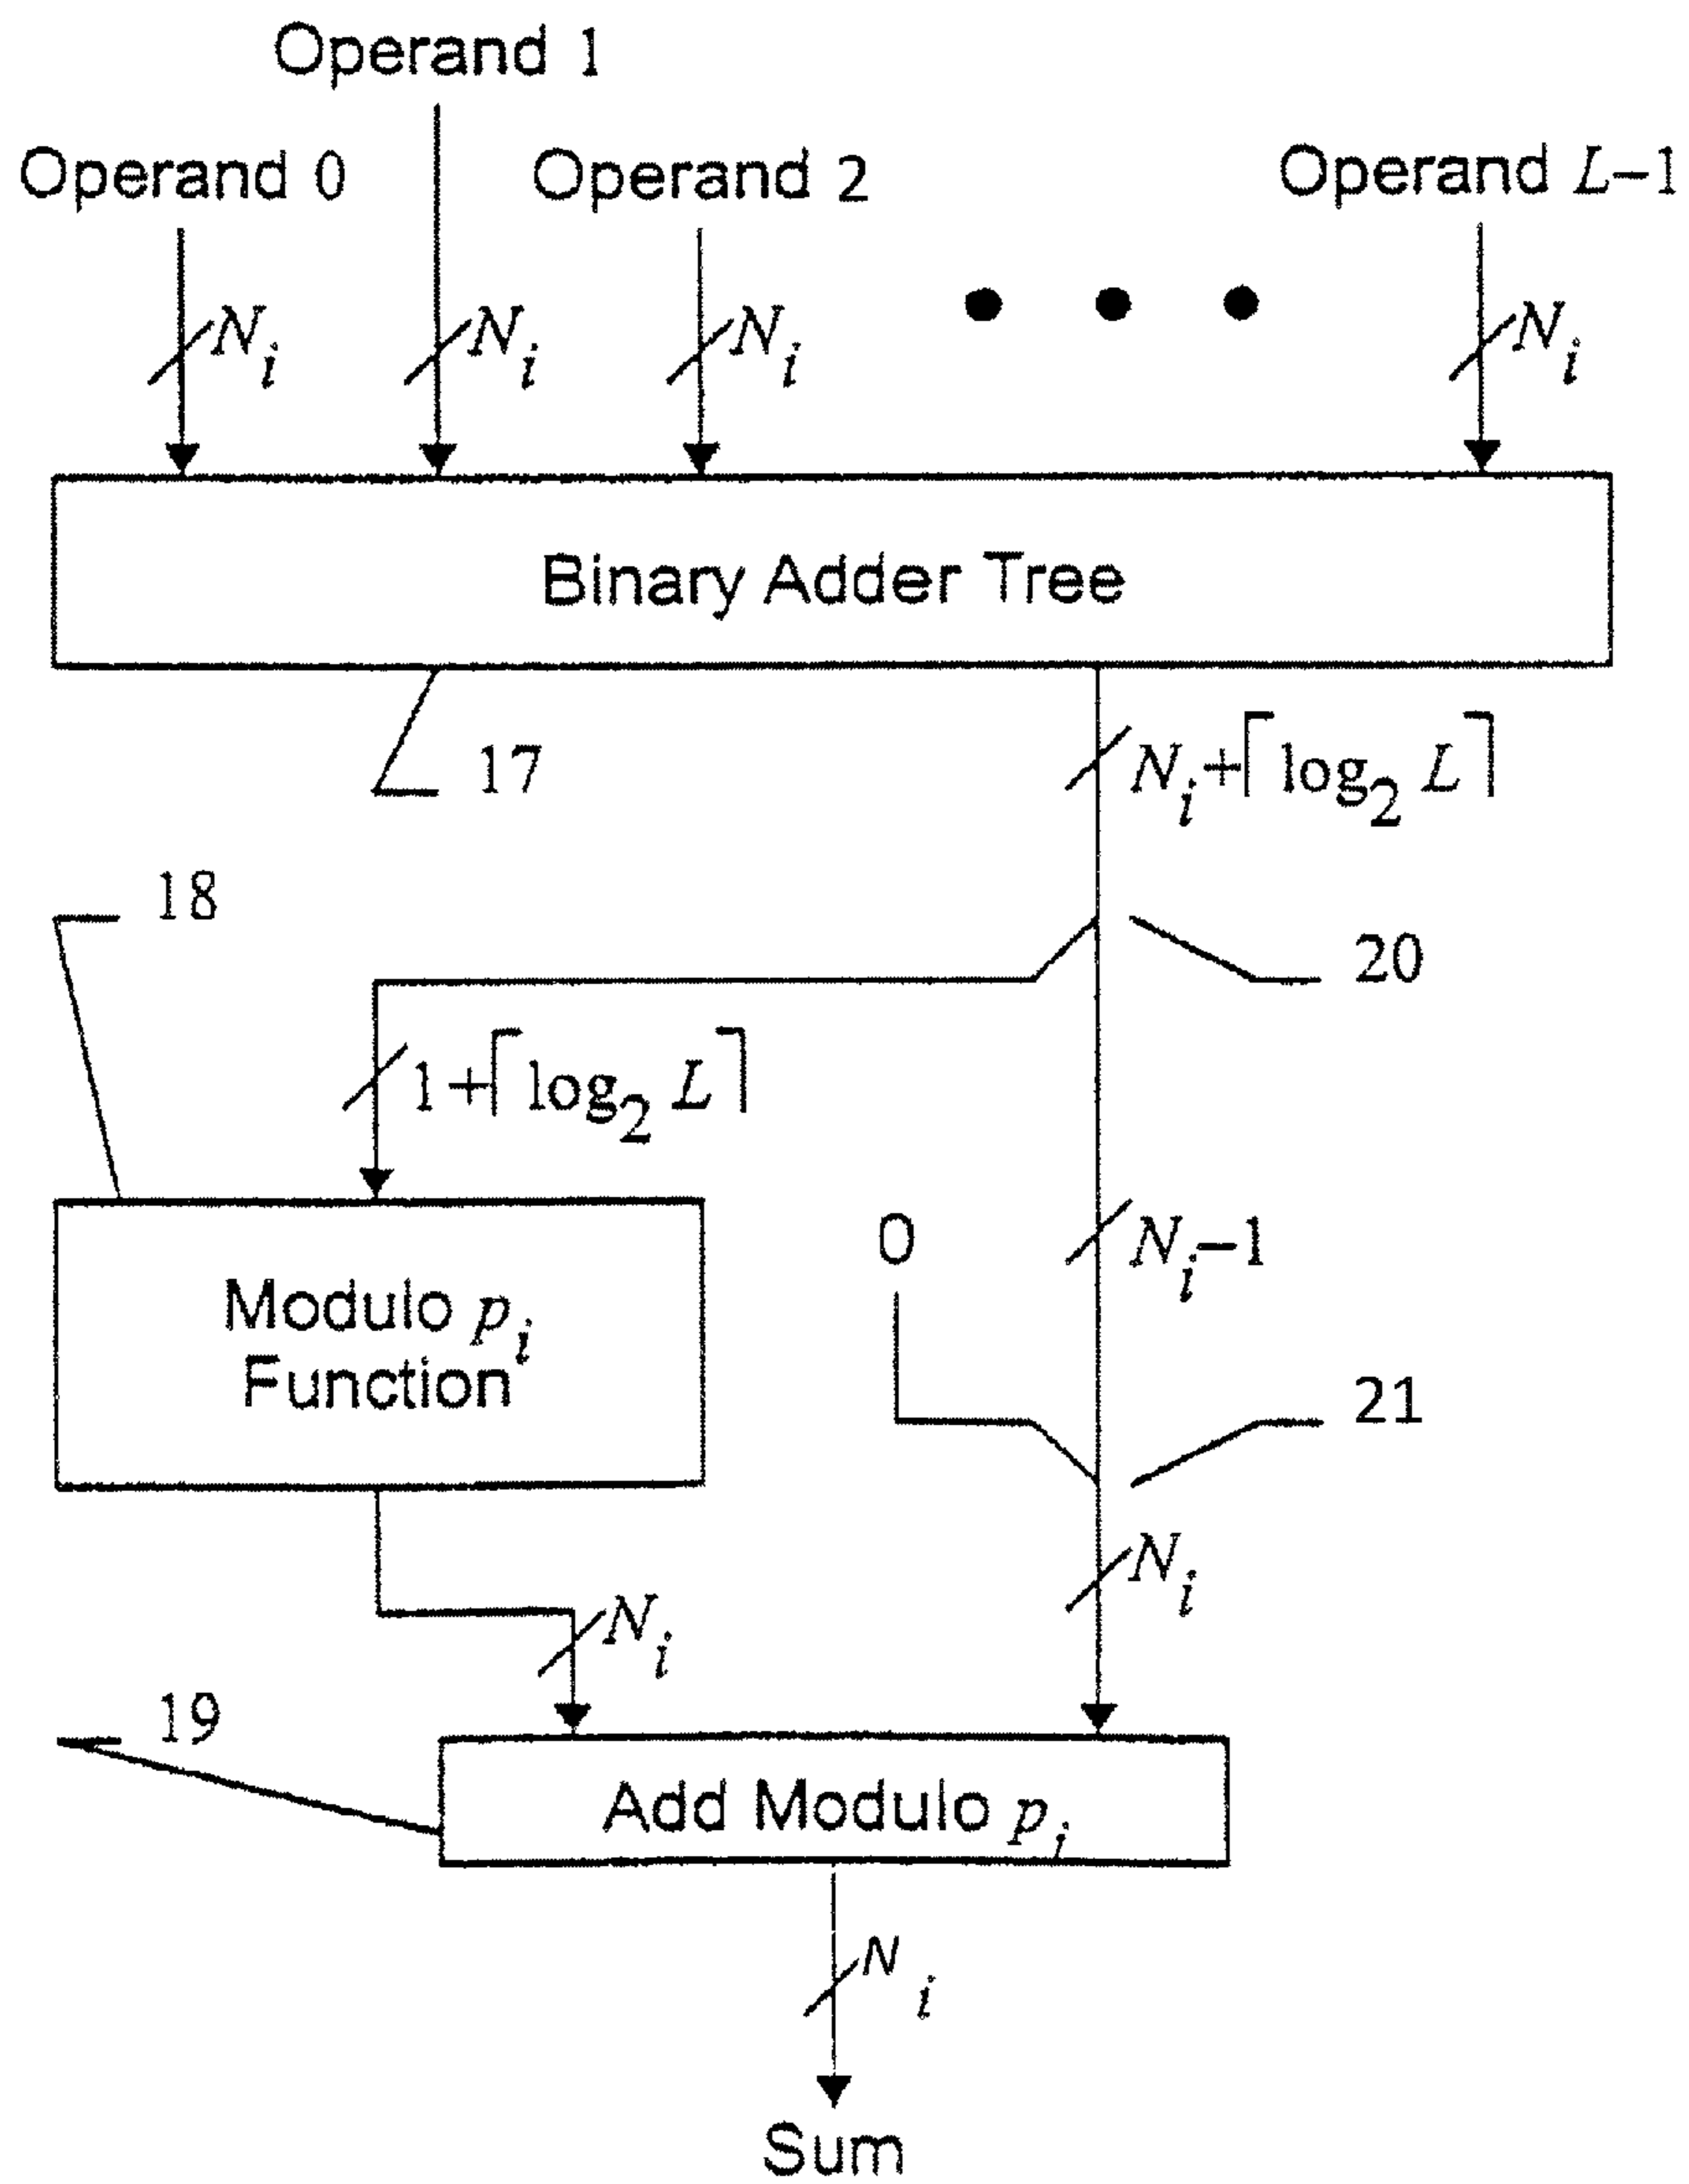 Operand 1
Operand 0
Operand 2
Operand L–1
N_i
N_i
N_i
N_i
Binary Adder Tree
17
N_i+⌈log_2 L⌉
18
20
1+⌈log_2 L⌉
0
N_i–1
Modulo p_i
Function
21
N_i
N_i
19
Add Modulo p_i
N_i
Sum